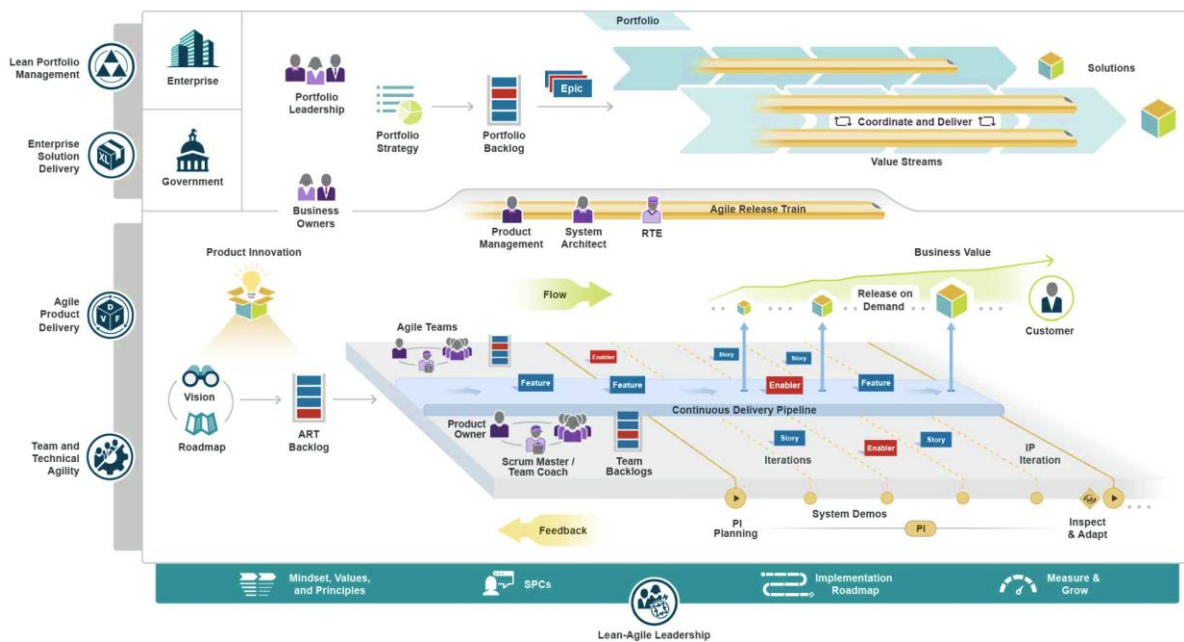 Portfolio
Lean Portfolio
Management
Enterprise
Portfolio
Leadership
Portfolio
Strategy
Portfolio
Backlog
Epic
Solutions
Coordinate and Deliver
Value Streams
Enterprise
Solution
Delivery
XL
Government
Business
Owners
Agile Release Train
Product
Management
System
Architect
RTE
Product Innovation
Business Value
Agile
Product
Delivery
D
V F
Flow
Release on
Demand
Customer
Agile Teams
Enabler
Story
Story
Vision
Roadmap
ART
Backlog
Feature
Feature
Enabler
Feature
Continuous Delivery Pipeline
Team and
Technical
Agility
Product
Owner
Scrum Master /
Team Coach
Team
Backlogs
Story
Iterations
Enabler
Story
IP
Iteration
System Demos
PI
Planning
PI
Inspect
& Adapt
Feedback
Mindset, Values,
and Principles
SPCs
Implementation
Roadmap
Measure &
Grow
Lean-Agile Leadership